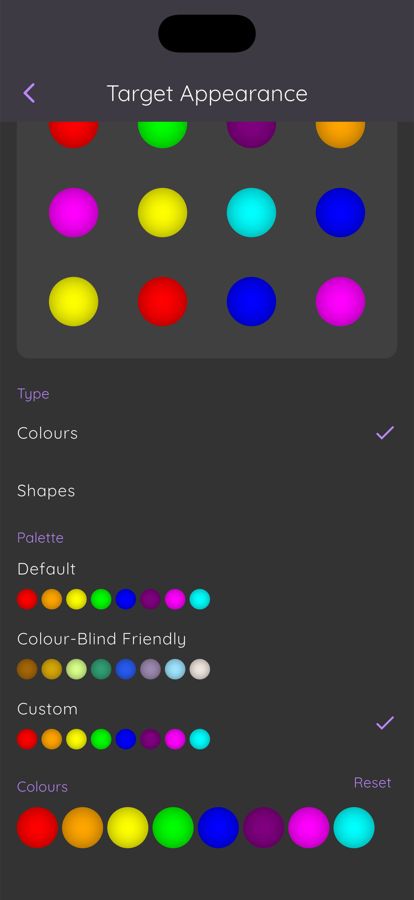 Target Appearance
Type
Colours
Shapes
Palette
Default
Colour-Blind Friendly
Custom
Colours
Reset